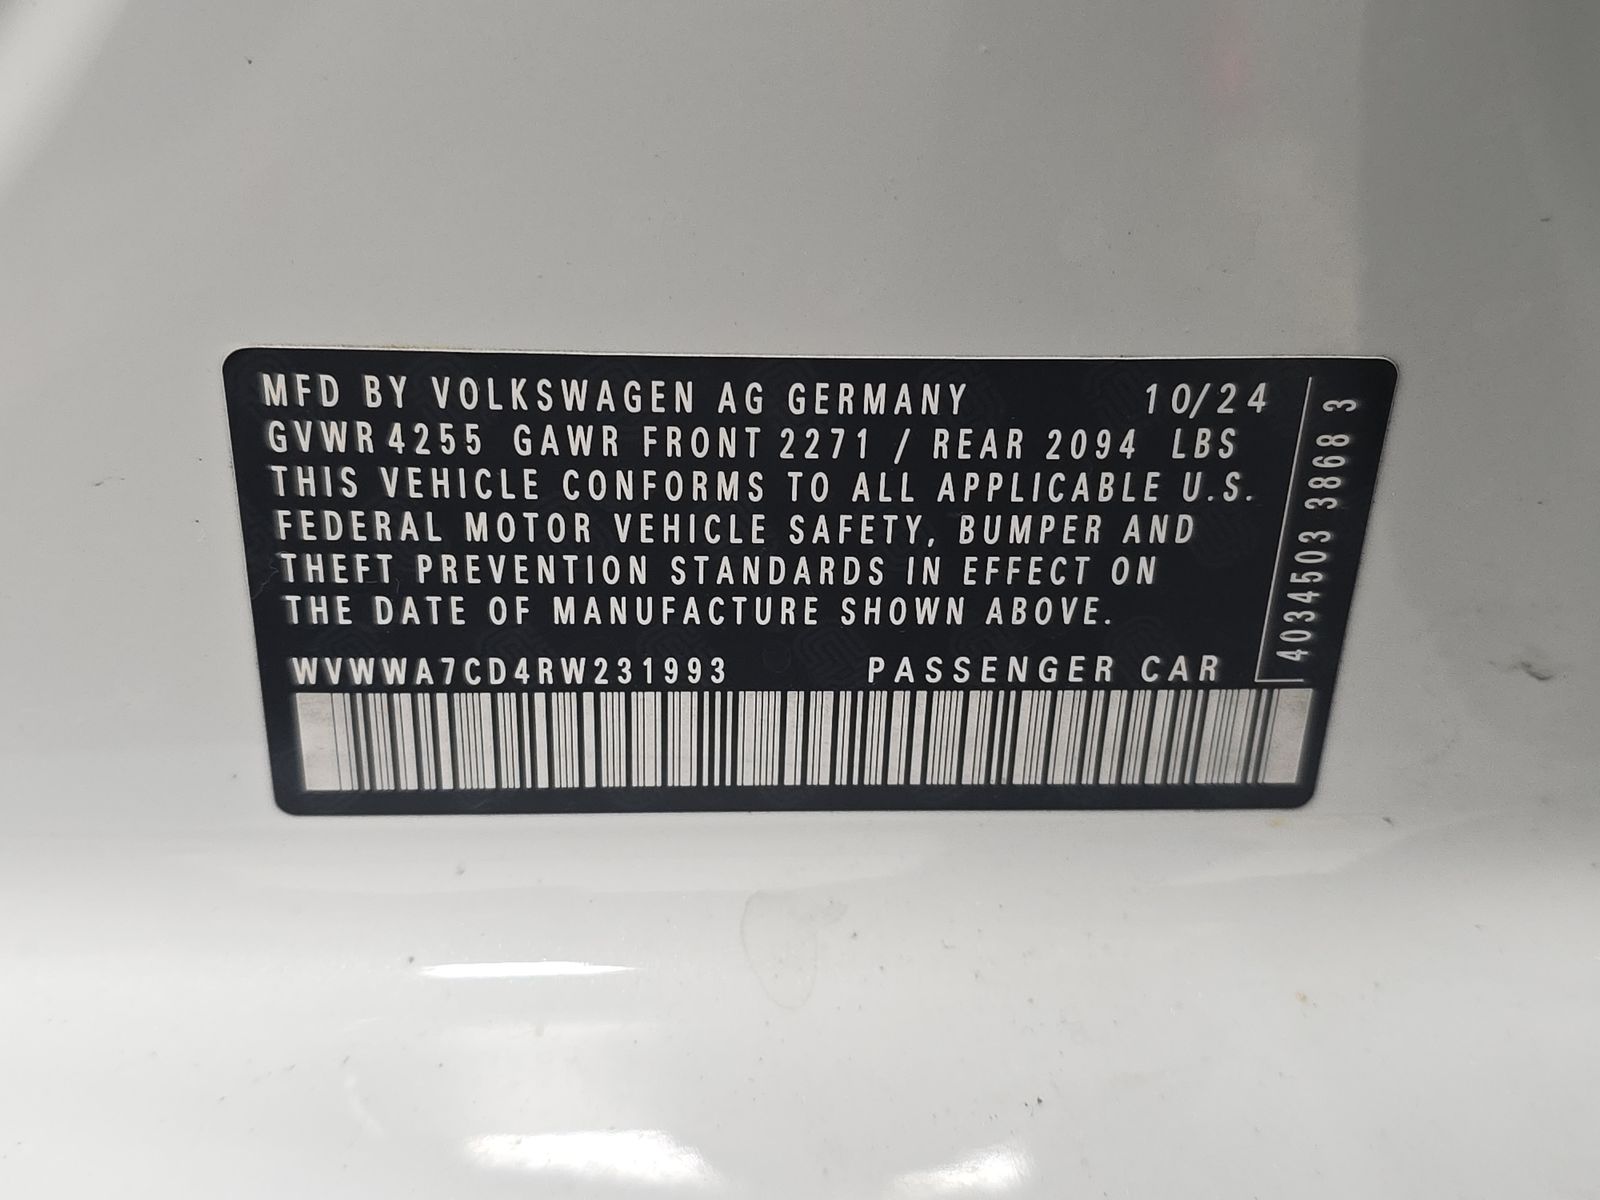 MFD BY VOLKSWAGEN AG GERMANY 10/24
GVWR 4255 GAWR FRONT 2271 / REAR 2094 LBS
THIS VEHICLE CONFORMS TO ALL APPLICABLE U.S.
FEDERAL MOTOR VEHICLE SAFETY, BUMPER AND
THEFT PREVENTION STANDARDS IN EFFECT ON
THE DATE OF MANUFACTURE SHOWN ABOVE.
WVWWA7CD4RW231993 PASSENGER CAR
4034503 3868 3